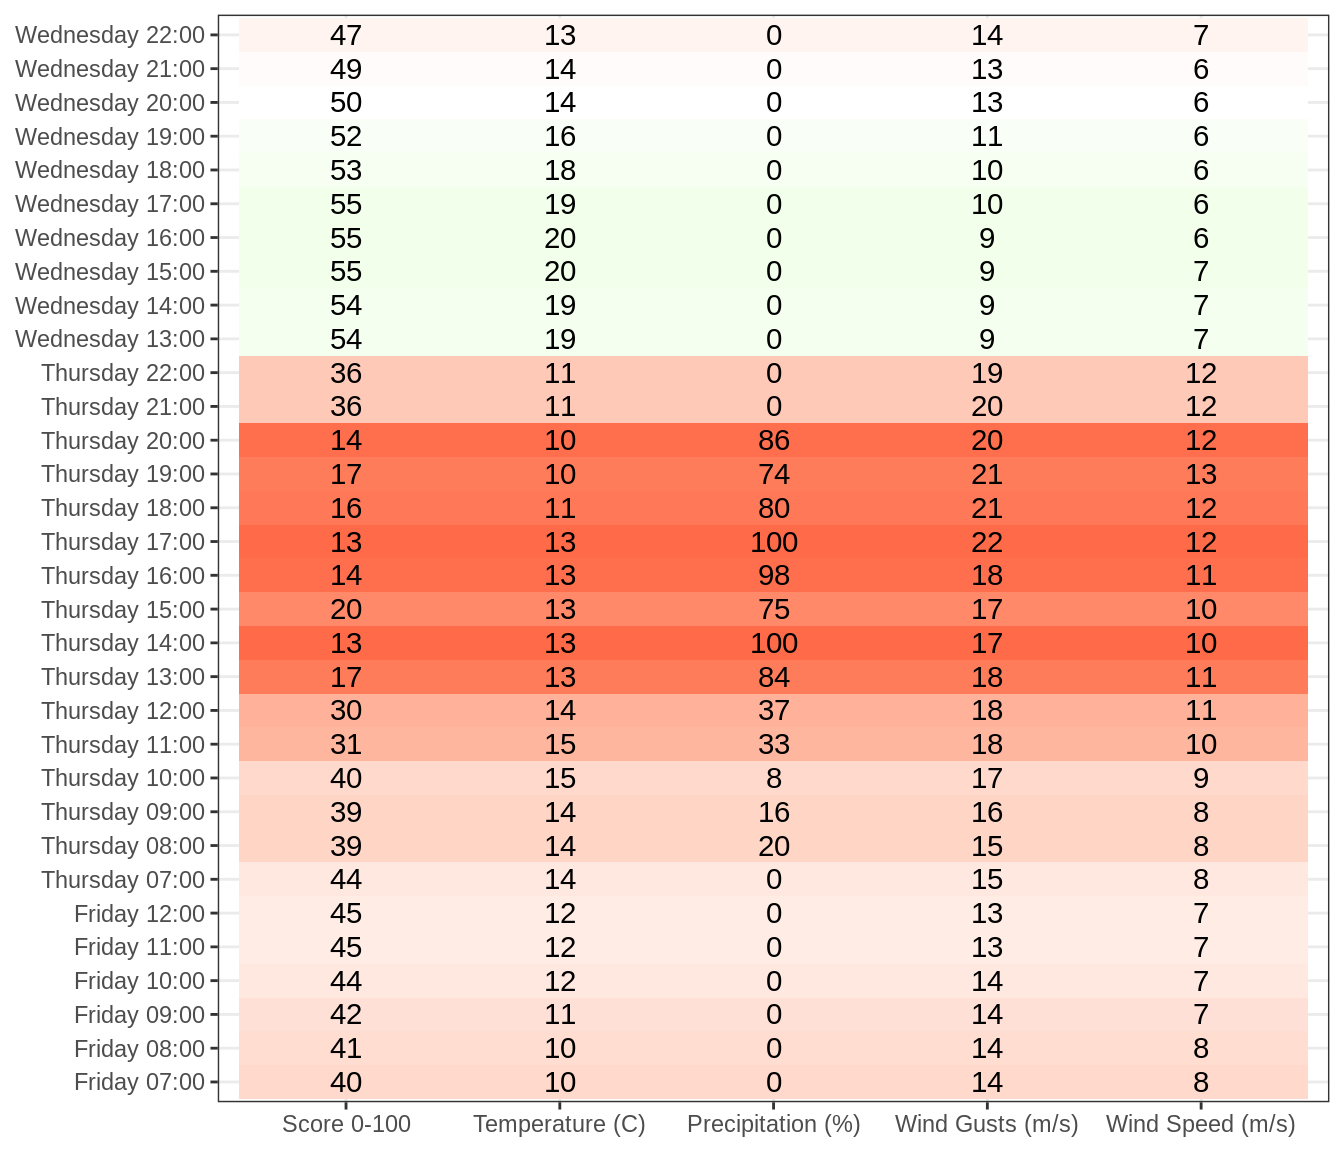 Wednesday 22:00 47 13 0 14 7
Wednesday 21:00 49 14 0 13 6
Wednesday 20:00 50 14 0 13 6
Wednesday 19:00 52 16 0 11 6
Wednesday 18:00 53 18 0 10 6
Wednesday 17:00 55 19 0 10 6
Wednesday 16:00 55 20 0 9 6
Wednesday 15:00 55 20 0 9 7
Wednesday 14:00 54 19 0 9 7
Wednesday 13:00 54 19 0 9 7
Thursday 22:00 36 11 0 19 12
Thursday 21:00 36 11 0 20 12
Thursday 20:00 14 10 86 20 12
Thursday 19:00 17 10 74 21 13
Thursday 18:00 16 11 80 21 12
Thursday 17:00 13 13 100 22 12
Thursday 16:00 14 13 98 18 11
Thursday 15:00 20 13 75 17 10
Thursday 14:00 13 13 100 17 10
Thursday 13:00 17 13 84 18 11
Thursday 12:00 30 14 37 18 11
Thursday 11:00 31 15 33 18 10
Thursday 10:00 40 15 8 17 9
Thursday 09:00 39 14 16 16 8
Thursday 08:00 39 14 20 15 8
Thursday 07:00 44 14 0 15 8
Friday 12:00 45 12 0 13 7
Friday 11:00 45 12 0 13 7
Friday 10:00 44 12 0 14 7
Friday 09:00 42 11 0 14 7
Friday 08:00 41 10 0 14 8
Friday 07:00 40 10 0 14 8
Score 0-100 Temperature (C) Precipitation (%) Wind Gusts (m/s) Wind Speed (m/s)